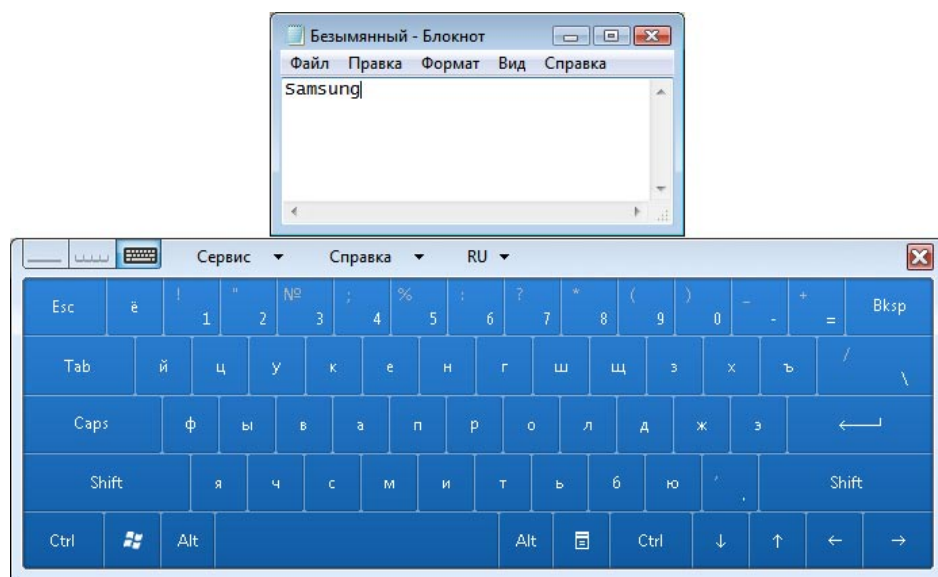 Безымянный - Блокнот
Файл Правка Формат Вид Справка
Samsung
Сервис Справка RU
Esc ё ! 1 " 2 № 3 ; 4 % 5 : 6 ? 7 * 8 ( 9 ) 0 _ - + = Bksp
Tab й ц у к е н г ш щ з х ъ / \
Caps ф ы в а п р о л д ж э
Shift я ч с м и т ь б ю , . Shift
Ctrl Alt Alt Ctrl ↓ ↑ ← →